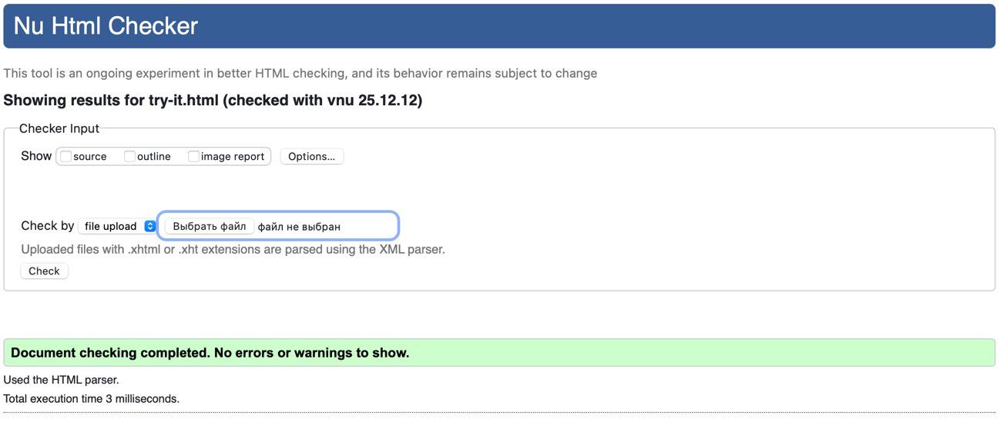 Nu Html Checker
This tool is an ongoing experiment in better HTML checking, and its behavior remains subject to change
Showing results for try-it.html (checked with vnu 25.12.12)
Checker Input
Show source outline image report Options...
Check by file upload Выбрать файл файл не выбран
Uploaded files with .xhtml or .xht extensions are parsed using the XML parser.
Check
Document checking completed. No errors or warnings to show.
Used the HTML parser.
Total execution time 3 milliseconds.